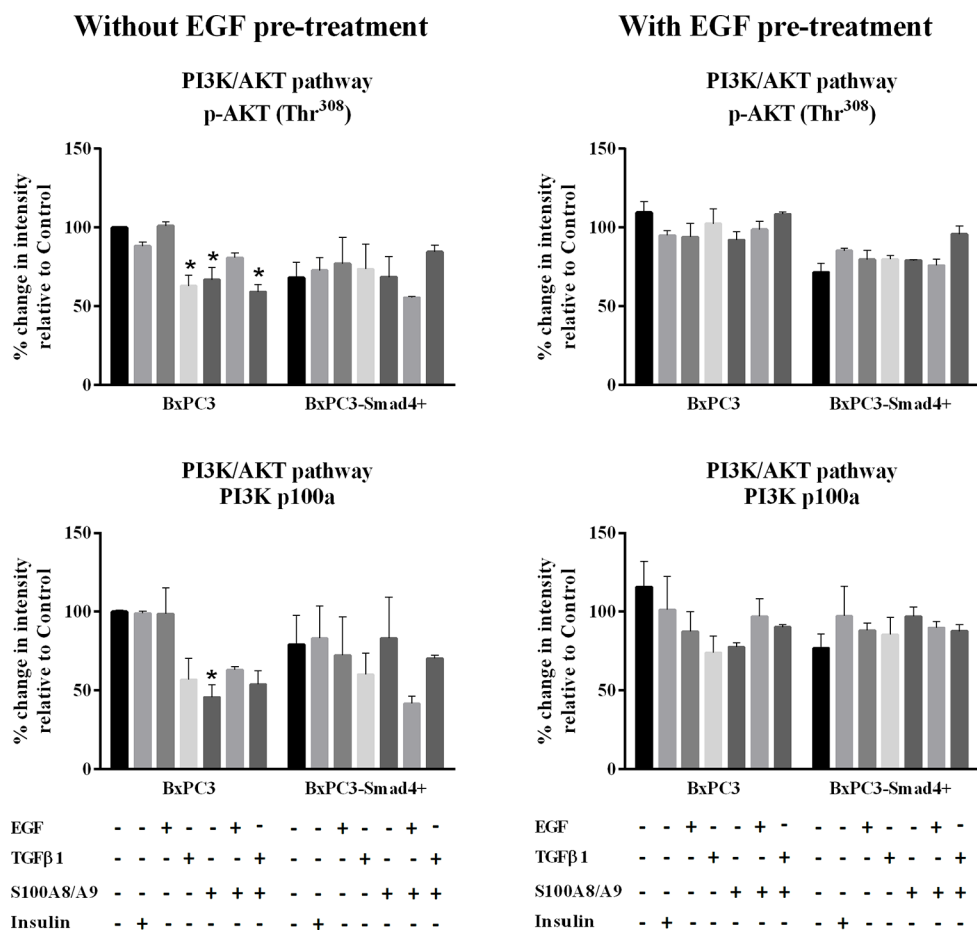 Without EGF pre-treatment
PI3K/AKT pathway
p-AKT (Thr308)
% change in intensity
relative to Control
150
100
50
0
* * *
BxPC3 BxPC3-Smad4+
PI3K/AKT pathway
PI3K p100a
% change in intensity
relative to Control
150
100
50
0
*
BxPC3 BxPC3-Smad4+
EGF - - + - - + - - - + - - + -
TGFβ1 - - - + - - + - - - + - - +
S100A8/A9 - - - - + + + - - - - + + +
Insulin - + - - - - - - + - - - - -
With EGF pre-treatment
PI3K/AKT pathway
p-AKT (Thr308)
% change in intensity
relative to Control
150
100
50
0
BxPC3 BxPC3-Smad4+
PI3K/AKT pathway
PI3K p100a
% change in intensity
relative to Control
150
100
50
0
BxPC3 BxPC3-Smad4+
EGF - - + - - + - - - + - - + -
TGFβ1 - - - + - - + - - - + - - +
S100A8/A9 - - - - + + + - - - - + + +
Insulin - + - - - - - - + - - - - -